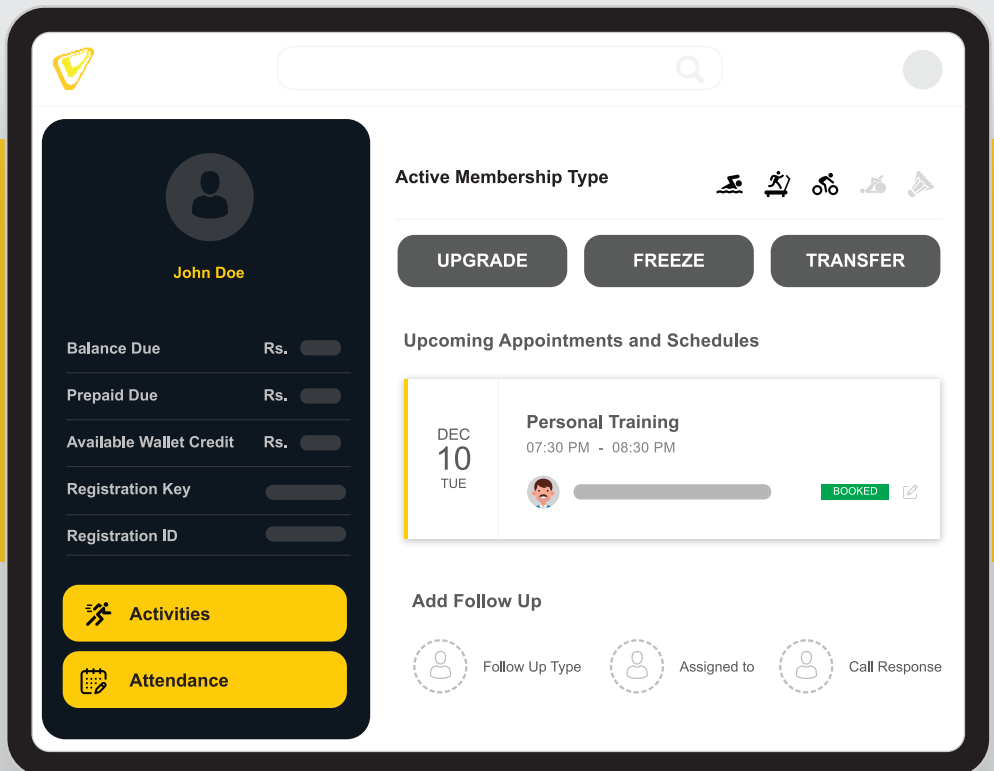 John Doe
Balance Due Rs.
Prepaid Due Rs.
Available Wallet Credit Rs.
Registration Key
Registration ID
Activities
Attendance
Active Membership Type
UPGRADE FREEZE TRANSFER
Upcoming Appointments and Schedules
DEC
10
TUE
Personal Training
07:30 PM - 08:30 PM
BOOKED
Add Follow Up
Follow Up Type Assigned to Call Response